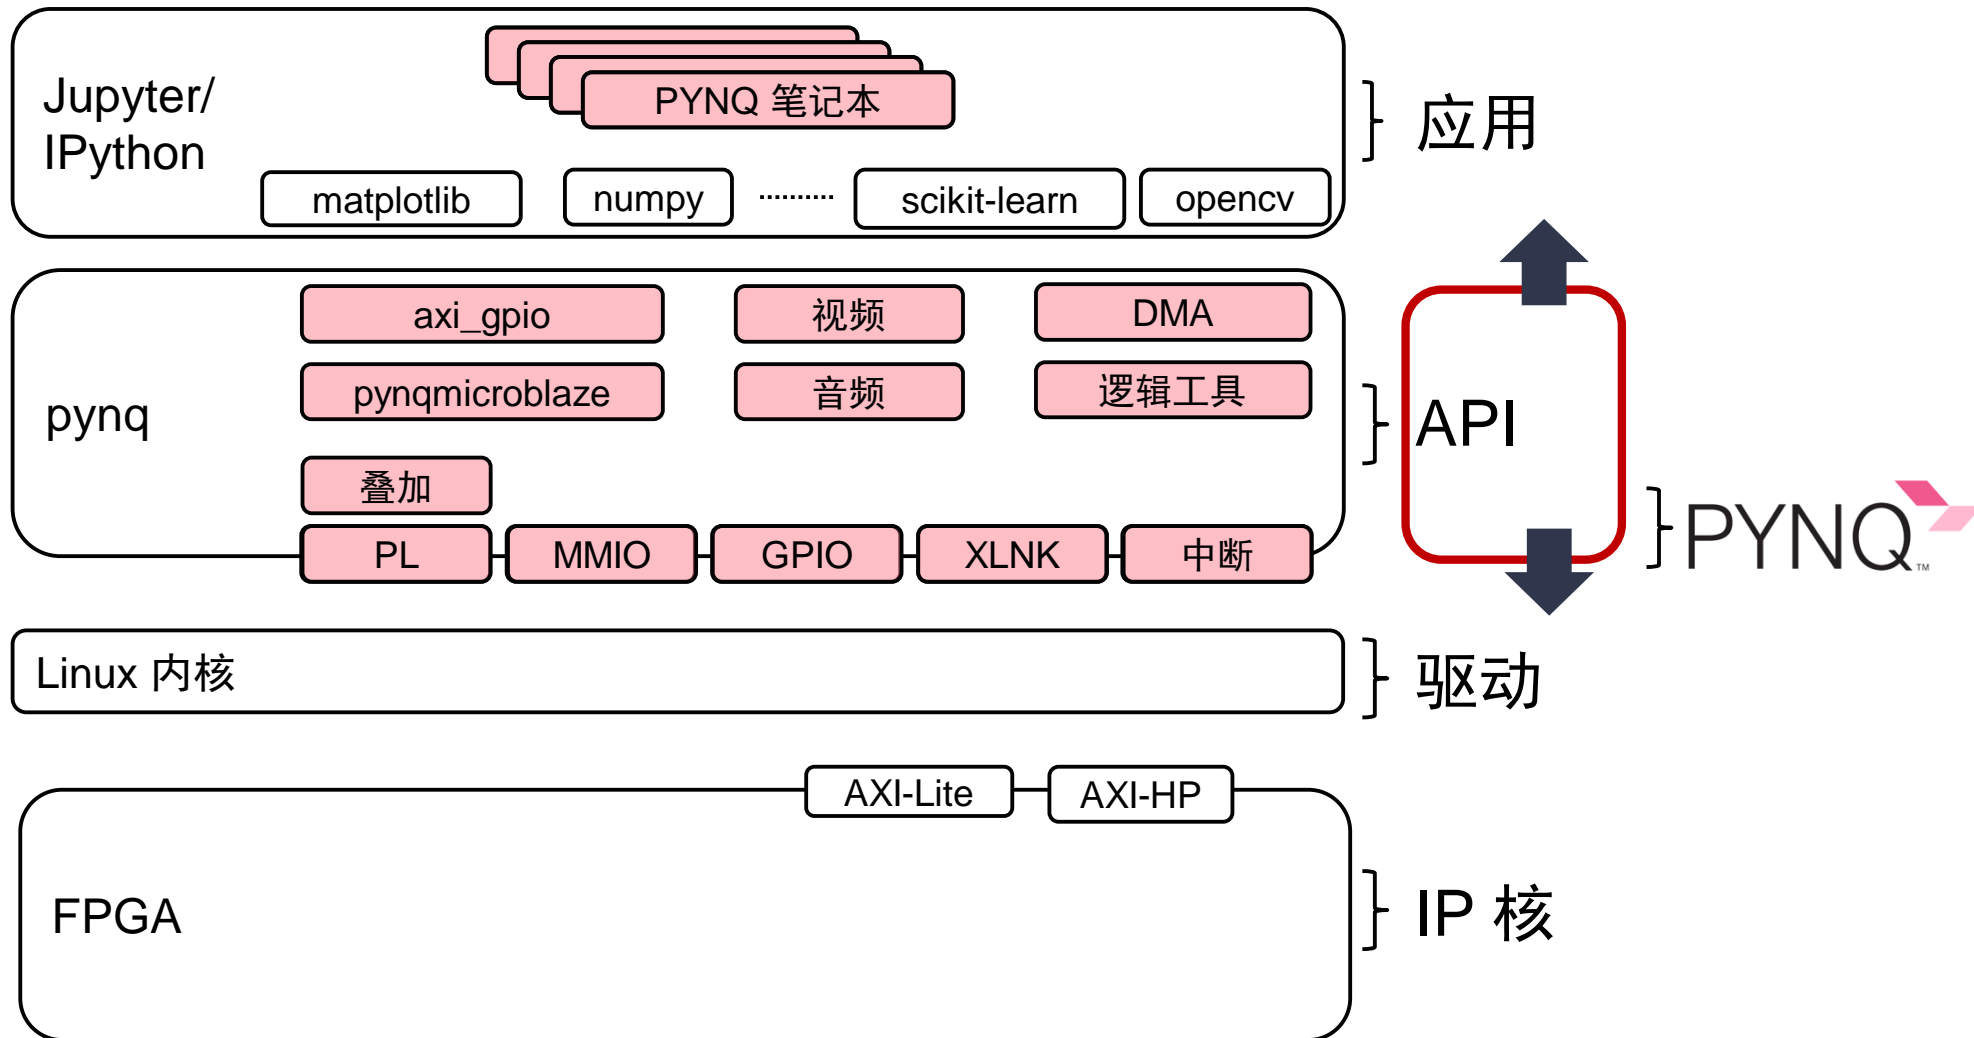 Jupyter/
IPython
PYNQ 笔记本
matplotlib
numpy
..........
scikit-learn
opencv
应用
pynq
axi_gpio
视频
DMA
pynqmicroblaze
音频
逻辑工具
叠加
PL
MMIO
GPIO
XLNK
中断
API
PYNQ™
Linux 内核
驱动
AXI-Lite
AXI-HP
FPGA
IP 核